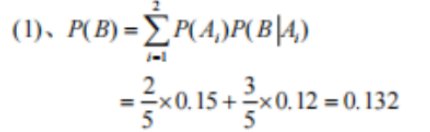 (1)、P(B)=∑_{i=1}^{2}P(A_i)P(B|A_i)
=2/5×0.15+3/5×0.12=0.132